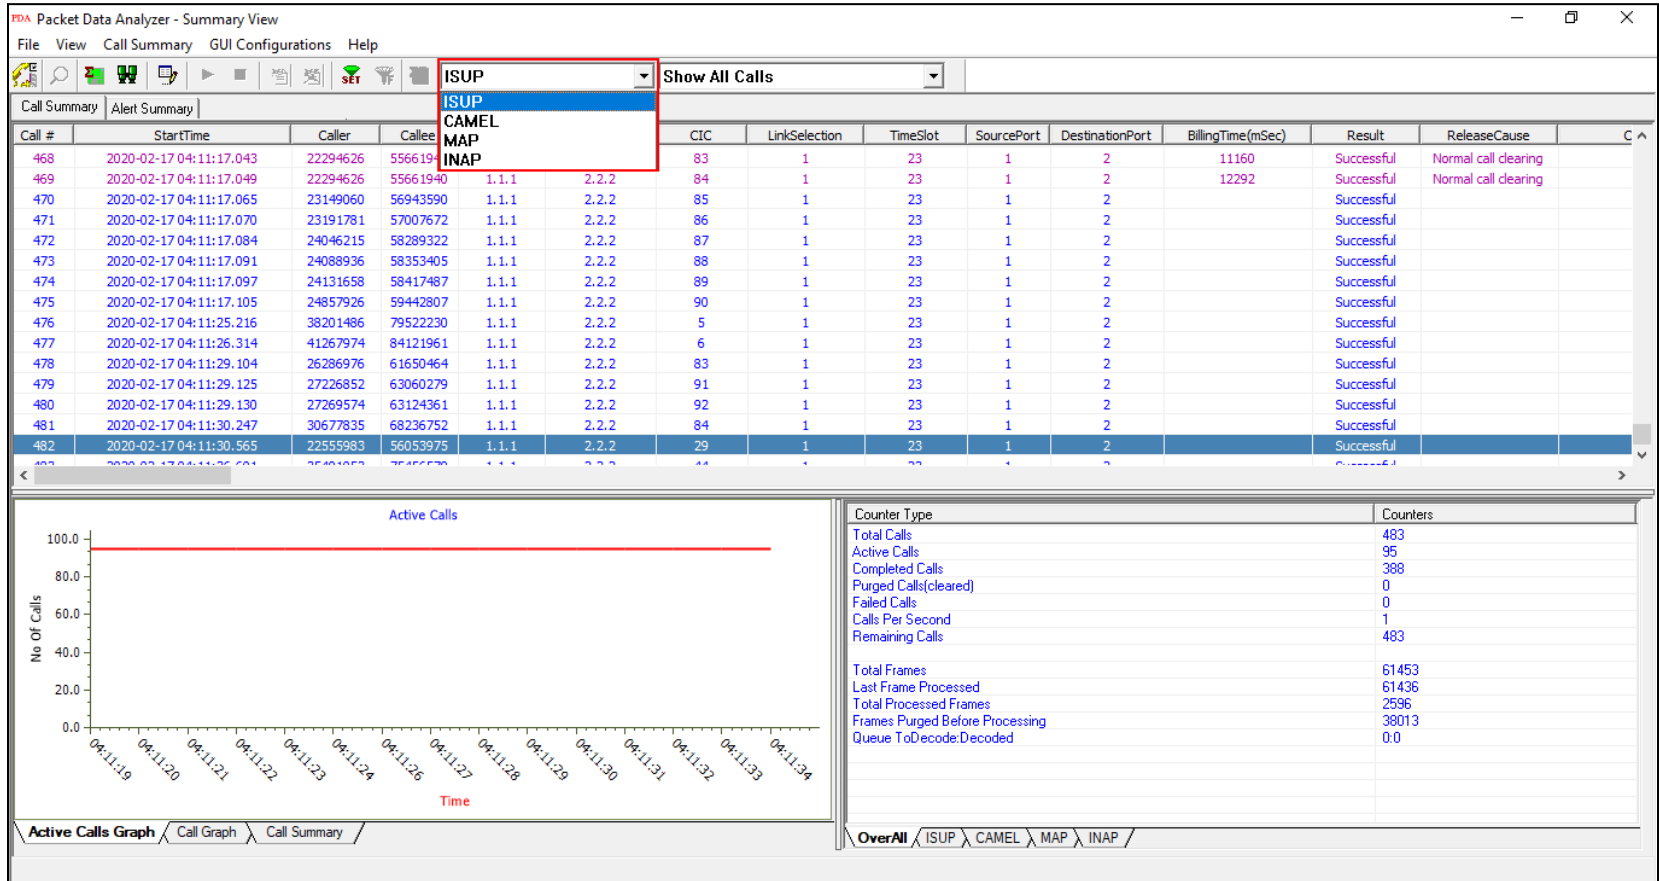 PDA Packet Data Analyzer - Summary View
File View Call Summary GUI Configurations Help
SET ISUP Show All Calls
ISUP
CAMEL
MAP
INAP
Call Summary Alert Summary
Call # StartTime Caller Callee CIC LinkSelection TimeSlot SourcePort DestinationPort BillingTime(mSec) Result ReleaseCause C
468 2020-02-17 04:11:17.043 22294626 5566194 83 1 23 1 2 11160 Successful Normal call clearing
469 2020-02-17 04:11:17.049 22294626 55661940 1.1.1 2.2.2 84 1 23 1 2 12292 Successful Normal call clearing
470 2020-02-17 04:11:17.065 23149060 56943590 1.1.1 2.2.2 85 1 23 1 2 Successful
471 2020-02-17 04:11:17.070 23191781 57007672 1.1.1 2.2.2 86 1 23 1 2 Successful
472 2020-02-17 04:11:17.084 24046215 58289322 1.1.1 2.2.2 87 1 23 1 2 Successful
473 2020-02-17 04:11:17.091 24088936 58353405 1.1.1 2.2.2 88 1 23 1 2 Successful
474 2020-02-17 04:11:17.097 24131658 58417487 1.1.1 2.2.2 89 1 23 1 2 Successful
475 2020-02-17 04:11:17.105 24857926 59442807 1.1.1 2.2.2 90 1 23 1 2 Successful
476 2020-02-17 04:11:25.216 38201486 79522230 1.1.1 2.2.2 5 1 23 1 2 Successful
477 2020-02-17 04:11:26.314 41267974 84121961 1.1.1 2.2.2 6 1 23 1 2 Successful
478 2020-02-17 04:11:29.104 26286976 61650464 1.1.1 2.2.2 83 1 23 1 2 Successful
479 2020-02-17 04:11:29.125 27226852 63060279 1.1.1 2.2.2 91 1 23 1 2 Successful
480 2020-02-17 04:11:29.130 27269574 63124361 1.1.1 2.2.2 92 1 23 1 2 Successful
481 2020-02-17 04:11:30.247 30677835 68236752 1.1.1 2.2.2 84 1 23 1 2 Successful
482 2020-02-17 04:11:30.565 22555983 56053975 1.1.1 2.2.2 29 1 23 1 2 Successful
Active Calls
100.0
80.0
60.0
40.0
20.0
0.0
No Of Calls
04:11:19 04:11:20 04:11:21 04:11:22 04:11:23 04:11:24 04:11:26 04:11:27 04:11:28 04:11:29 04:11:30 04:11:31 04:11:32 04:11:33 04:11:34
Time
Active Calls Graph Call Graph Call Summary
Counter Type Counters
Total Calls 483
Active Calls 95
Completed Calls 388
Purged Calls(cleared) 0
Failed Calls 0
Calls Per Second 1
Remaining Calls 483
Total Frames 61453
Last Frame Processed 61436
Total Processed Frames 2596
Frames Purged Before Processing 38013
Queue ToDecode:Decoded 0:0
OverAll ISUP CAMEL MAP INAP